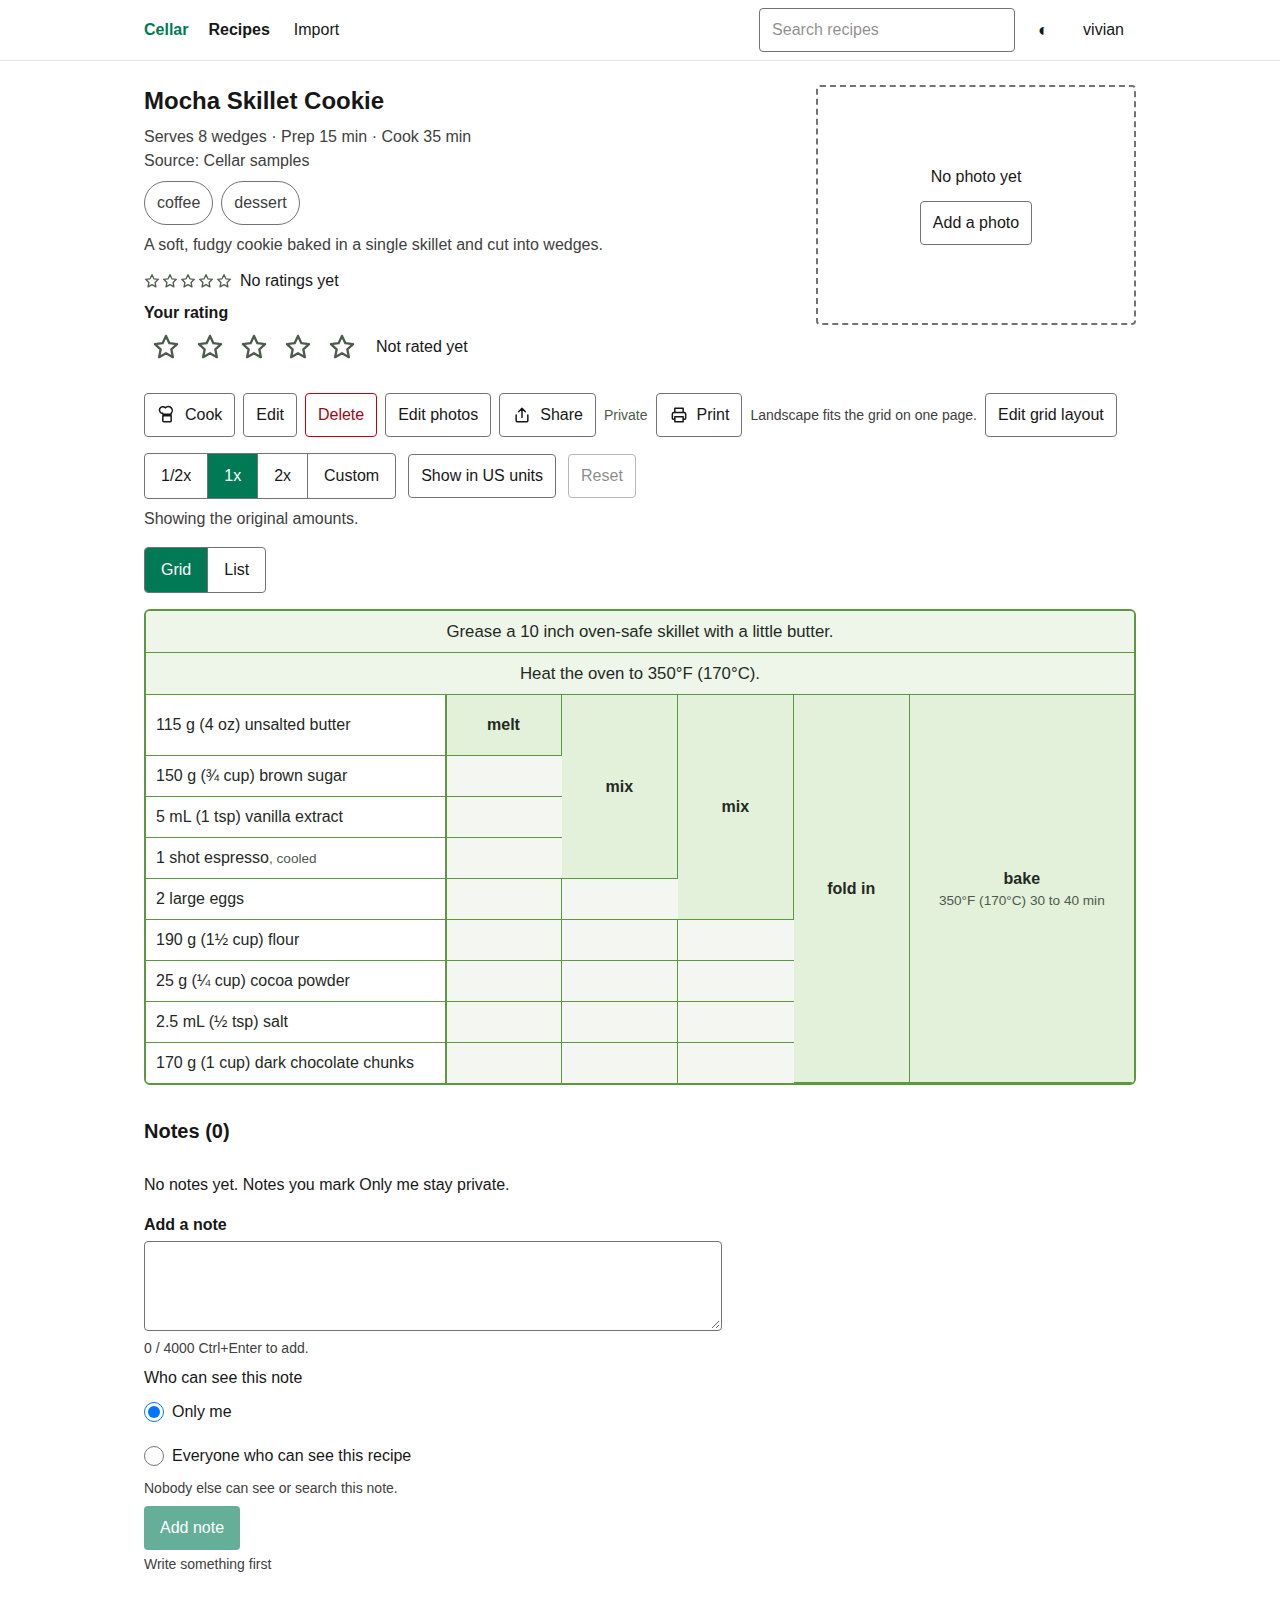 Cellar Recipes Import Search recipes vivian
Mocha Skillet Cookie
Serves 8 wedges · Prep 15 min · Cook 35 min
Source: Cellar samples
coffee dessert
A soft, fudgy cookie baked in a single skillet and cut into wedges.
No ratings yet
Your rating
Not rated yet
No photo yet
Add a photo
Cook Edit Delete Edit photos Share Private Print Landscape fits the grid on one page. Edit grid layout
1/2x 1x 2x Custom Show in US units Reset
Showing the original amounts.
Grid List
Grease a 10 inch oven-safe skillet with a little butter.
Heat the oven to 350°F (170°C).
115 g (4 oz) unsalted butter
melt
150 g (¾ cup) brown sugar
mix
5 mL (1 tsp) vanilla extract
mix
1 shot espresso, cooled
2 large eggs
fold in
bake
350°F (170°C) 30 to 40 min
190 g (1½ cup) flour
25 g (¼ cup) cocoa powder
2.5 mL (½ tsp) salt
170 g (1 cup) dark chocolate chunks
Notes (0)
No notes yet. Notes you mark Only me stay private.
Add a note
0 / 4000 Ctrl+Enter to add.
Who can see this note
Only me
Everyone who can see this recipe
Nobody else can see or search this note.
Add note
Write something first